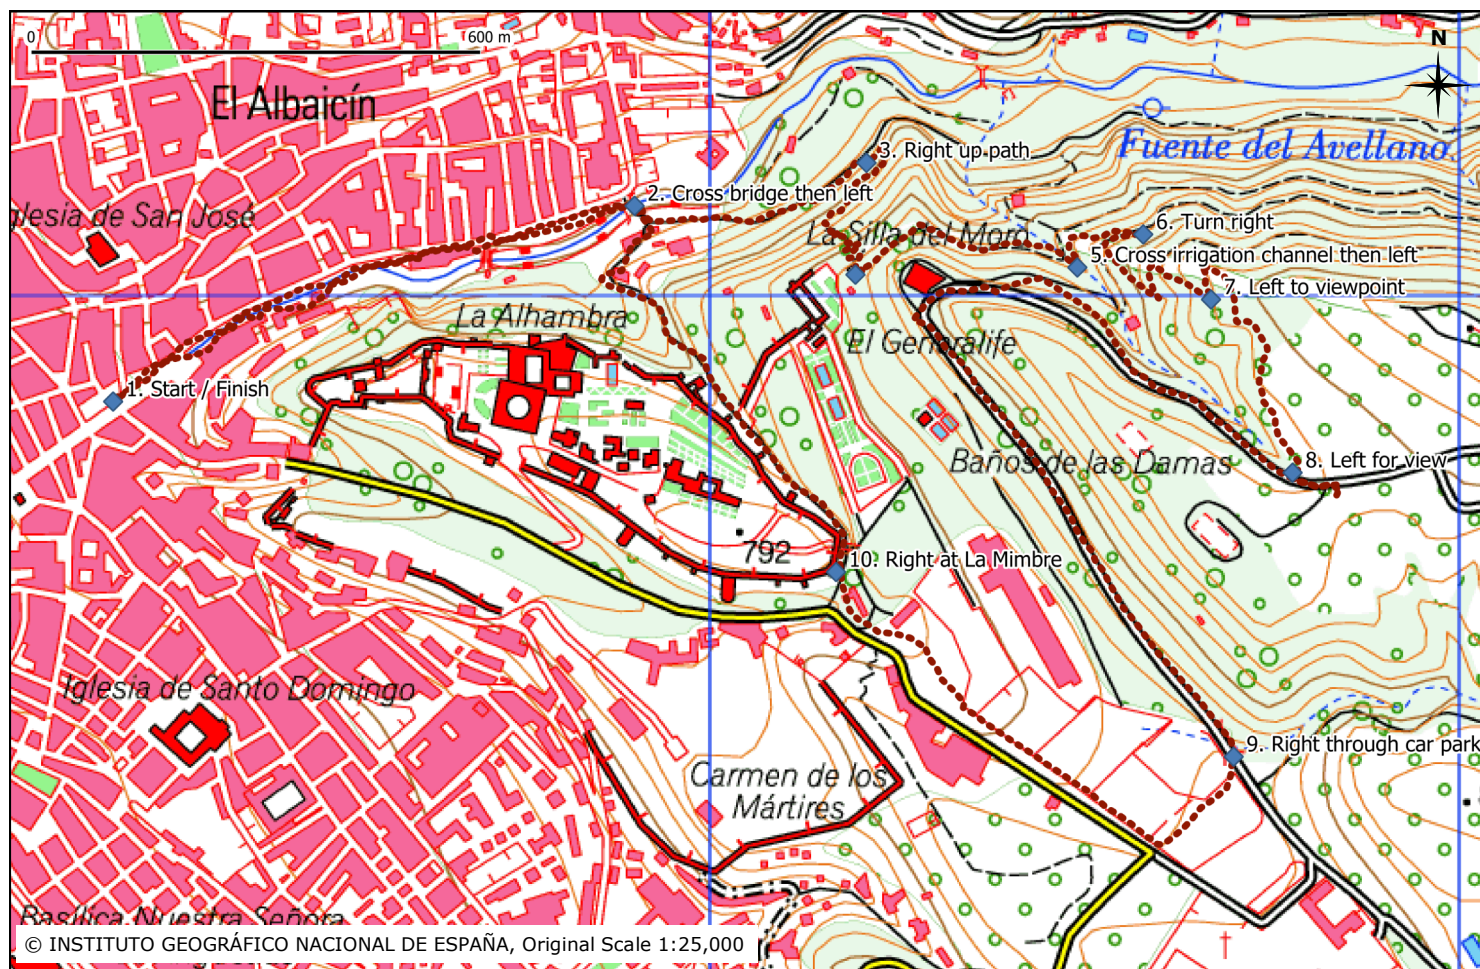 0
600 m
N
El Albaicín
Fuente del Avellano
3. Right up path
2. Cross bridge then left
glesia de San José
La Silla del Moro
6. Turn right
5. Cross irrigation channel then left
7. Left to viewpoint
La Alhambra
El Generalife
1. Start / Finish
Baños de las Damas
8. Left for view
792
10. Right at La Mimbre
Iglesia de Santo Domingo
9. Right through car park
Carmen de los
Mártires
Basílica Nuestra Señora
© INSTITUTO GEOGRÁFICO NACIONAL DE ESPAÑA, Original Scale 1:25,000